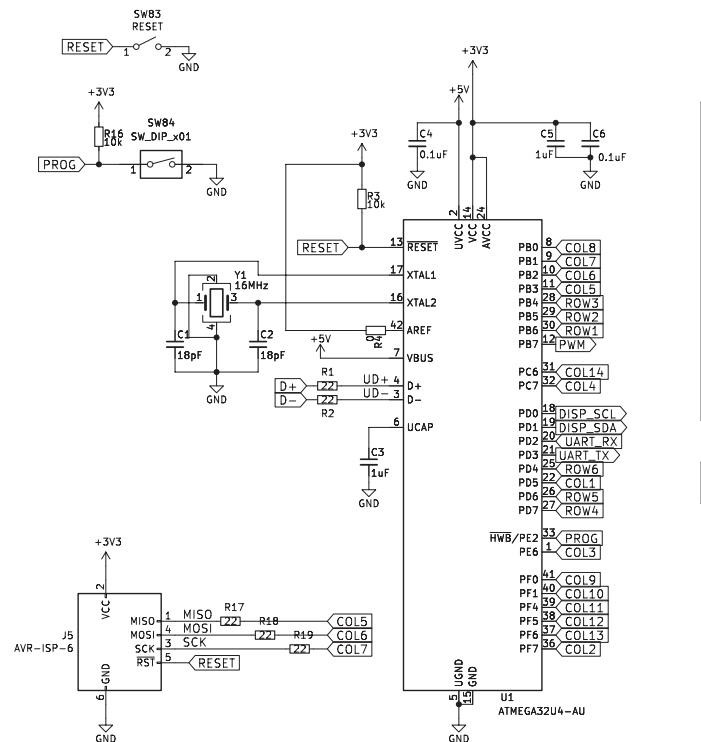 SW83
RESET
RESET
1
2
GND
+3V3
R16
10k
SW84
SW_DIP_x01
PROG
1
2
GND
+3V3
+5V
C4
0.1uF
GND
C5
1uF
C6
0.1uF
GND
+3V3
R3
10k
RESET
2
14
24
UVCC
VCC
AVCC
13
RESET
17
XTAL1
16
XTAL2
42
AREF
7
VBUS
4
D+
3
D-
6
UCAP
Y1
16MHz
2
1
3
4
C1
18pF
C2
18pF
GND
0
R4
+5V
D+
R1
22
UD+
D-
22
R2
UD-
C3
1uF
GND
PB0 8 COL8
PB1 9 COL7
PB2 10 COL6
PB3 11 COL5
PB4 28 ROW3
PB5 29 ROW2
PB6 30 ROW1
PB7 12 PWM
PC6 31 COL14
PC7 32 COL4
PD0 18 DISP_SCL
PD1 19 DISP_SDA
PD2 20 UART_RX
PD3 21 UART_TX
PD4 25 ROW6
PD5 22 COL1
PD6 26 ROW5
PD7 27 ROW4
HWB/PE2 33 PROG
PE6 1 COL3
PF0 41 COL9
PF1 40 COL10
PF4 39 COL11
PF5 38 COL12
PF6 37 COL13
PF7 36 COL2
UGND
GND
5
15
GND
U1
ATMEGA32U4-AU
+3V3
2
VCC
J5
AVR-ISP-6
MISO 1 MISO R17 22 COL5
MOSI 4 MOSI R18 22 COL6
SCK 3 SCK R19 22 COL7
RST 5 RESET
GND
6
GND